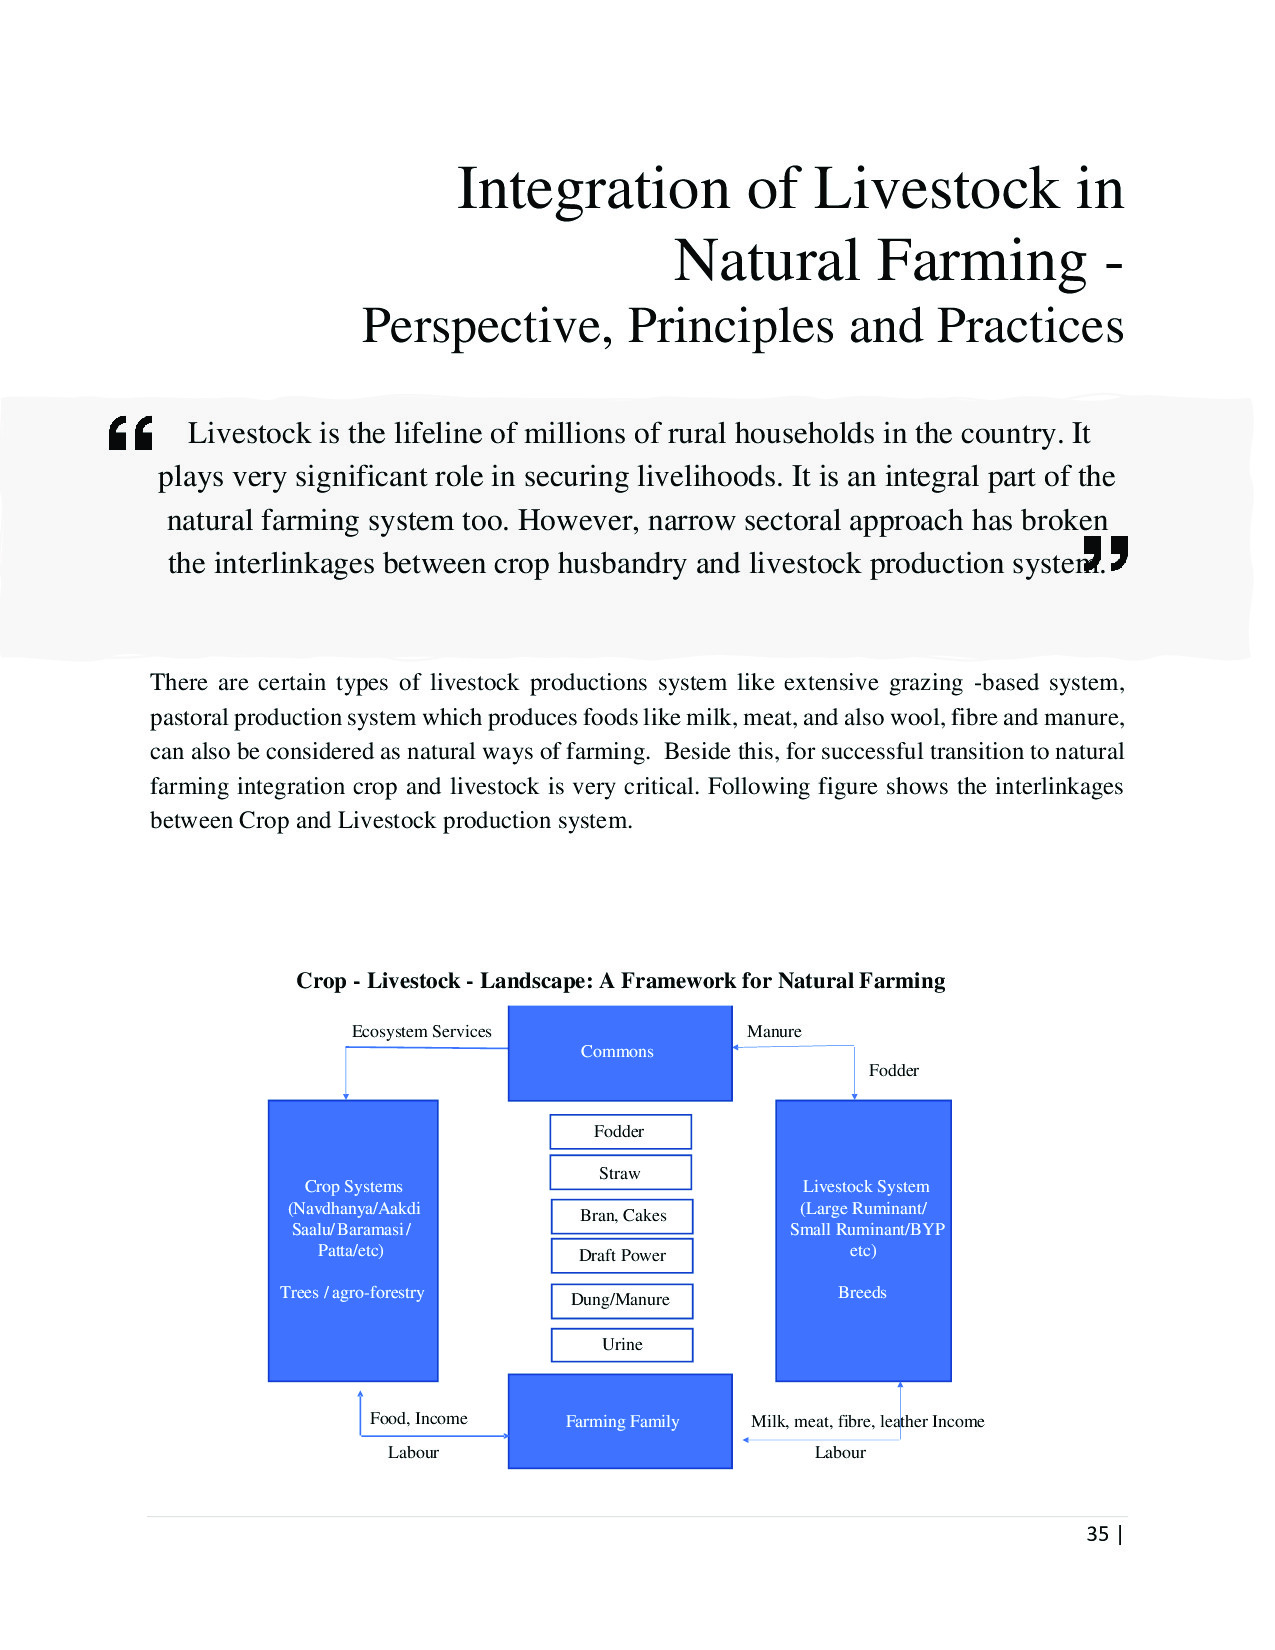 Integration of Livestock in
Natural Farming -
Perspective, Principles and Practices
“ Livestock is the lifeline of millions of rural households in the country. It
plays very significant role in securing livelihoods. It is an integral part of the
natural farming system too. However, narrow sectoral approach has broken
the interlinkages between crop husbandry and livestock production system. ”
There are certain types of livestock productions system like extensive grazing -based system,
pastoral production system which produces foods like milk, meat, and also wool, fibre and manure,
can also be considered as natural ways of farming.  Beside this, for successful transition to natural
farming integration crop and livestock is very critical. Following figure shows the interlinkages
between Crop and Livestock production system.
Crop - Livestock - Landscape: A Framework for Natural Farming
Ecosystem Services
Commons
Manure
Fodder
Crop Systems
(Navdhanya/Aakdi
Saalu/Baramasi/
Patta/etc)
Trees / agro-forestry
Fodder
Straw
Bran, Cakes
Draft Power
Dung/Manure
Urine
Livestock System
(Large Ruminant/
Small Ruminant/BYP
etc)
Breeds
Food, Income
Labour
Farming Family
Milk, meat, fibre, leather Income
Labour
35 |